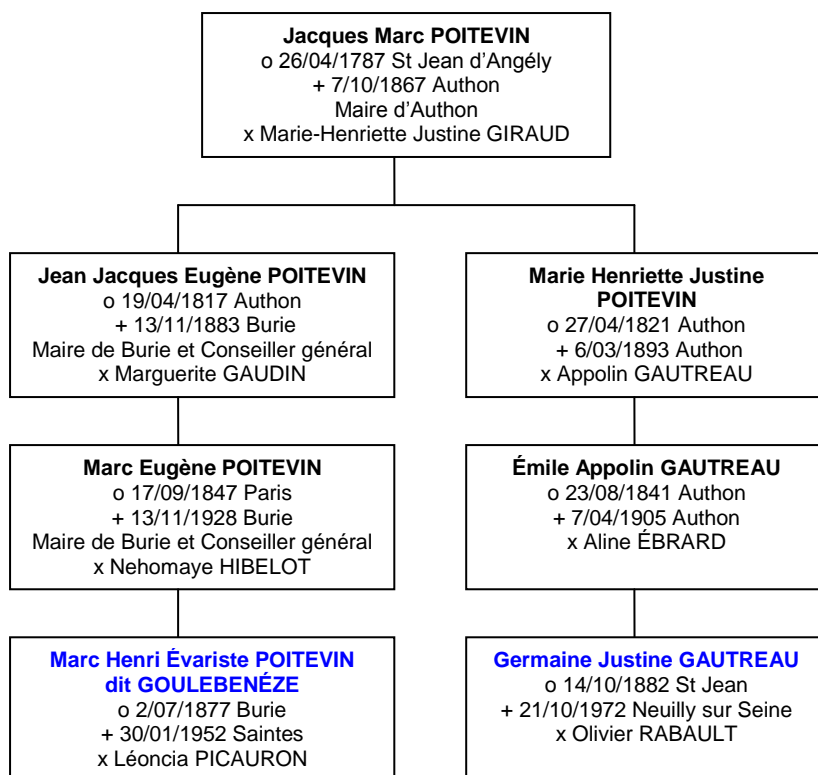 Jacques Marc POITEVIN
o 26/04/1787 St Jean d’Angély
+ 7/10/1867 Authon
Maire d’Authon
x Marie-Henriette Justine GIRAUD
Jean Jacques Eugène POITEVIN
o 19/04/1817 Authon
+ 13/11/1883 Burie
Maire de Burie et Conseiller général
x Marguerite GAUDIN
Marie Henriette Justine
POITEVIN
o 27/04/1821 Authon
+ 6/03/1893 Authon
x Appolin GAUTREAU
Marc Eugène POITEVIN
o 17/09/1847 Paris
+ 13/11/1928 Burie
Maire de Burie et Conseiller général
x Nehomaye HIBELOT
Émile Appolin GAUTREAU
o 23/08/1841 Authon
+ 7/04/1905 Authon
x Aline ÉBRARD
Marc Henri Évariste POITEVIN
dit GOULEBENÉZE
o 2/07/1877 Burie
+ 30/01/1952 Saintes
x Léoncia PICAURON
Germaine Justine GAUTREAU
o 14/10/1882 St Jean
+ 21/10/1972 Neuilly sur Seine
x Olivier RABAULT